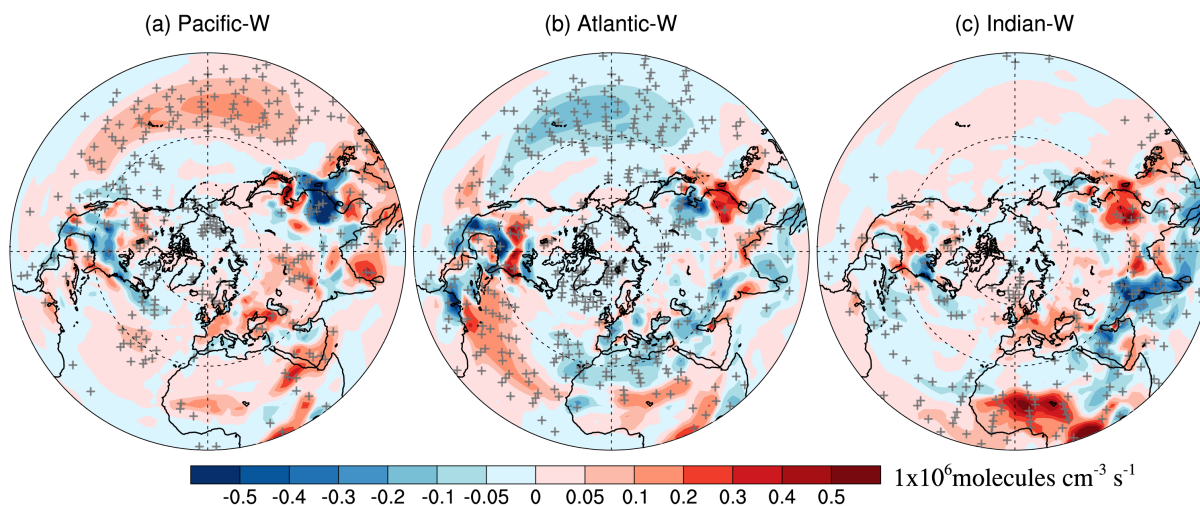 (a) Pacific-W
(b) Atlantic-W
(c) Indian-W
-0.5 -0.4 -0.3 -0.2 -0.1 -0.05 0 0.05 0.1 0.2 0.3 0.4 0.5
1x10⁶molecules cm⁻³ s⁻¹